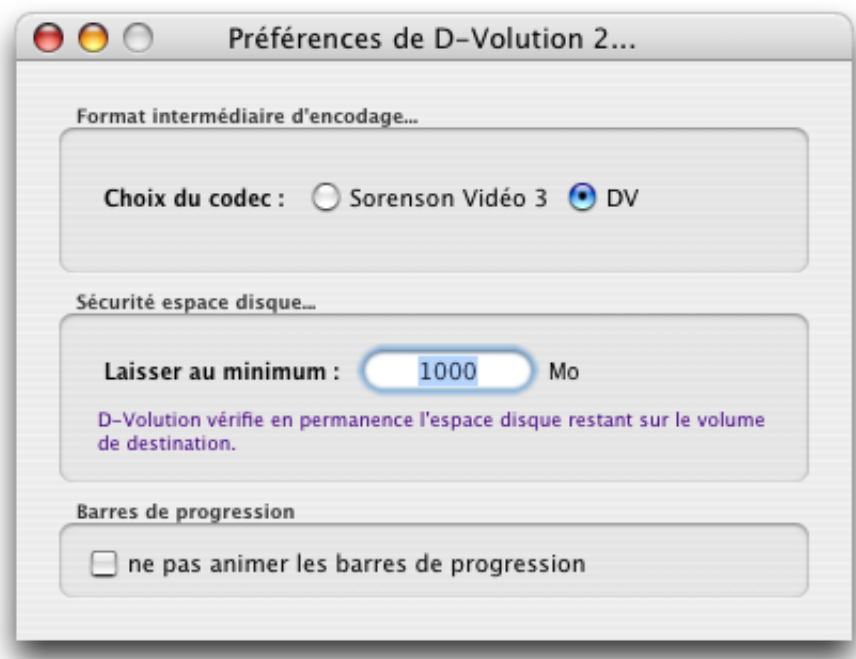 Préférences de D-Volution 2...
Format intermédiaire d'encodage...
Choix du codec : Sorenson Vidéo 3 DV
Sécurité espace disque...
Laisser au minimum : 1000 Mo
D-Volution vérifie en permanence l'espace disque restant sur le volume
de destination.
Barres de progression
ne pas animer les barres de progression